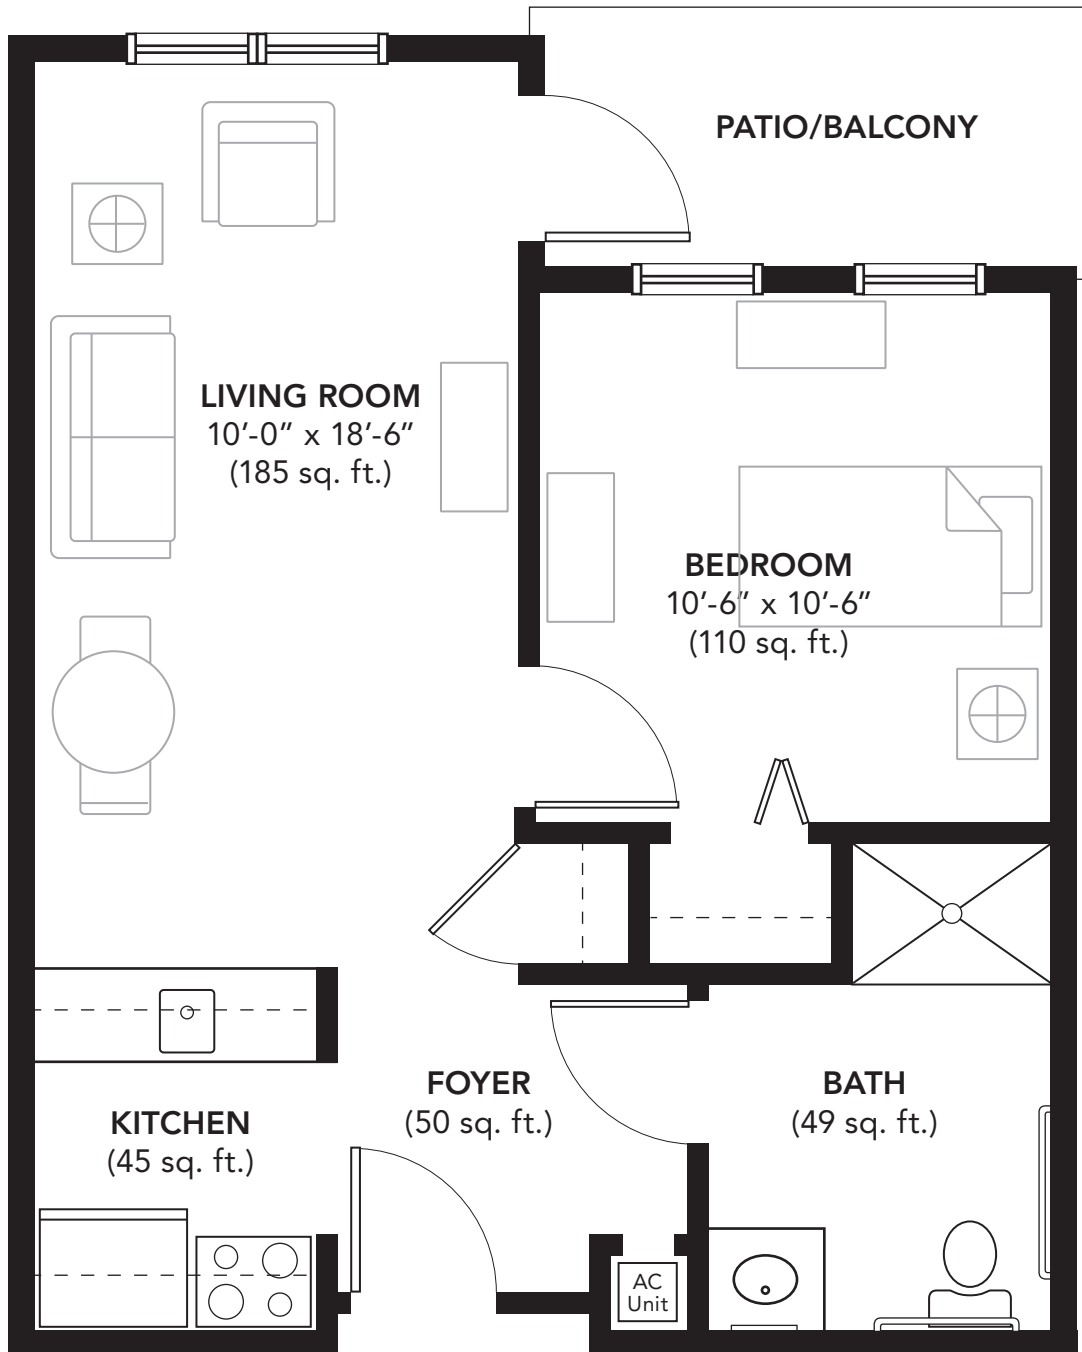 PATIO/BALCONY
LIVING ROOM
10’-0” x 18’-6”
(185 sq. ft.)
BEDROOM
10’-6” x 10’-6”
(110 sq. ft.)
FOYER
(50 sq. ft.)
BATH
(49 sq. ft.)
KITCHEN
(45 sq. ft.)
AC
Unit